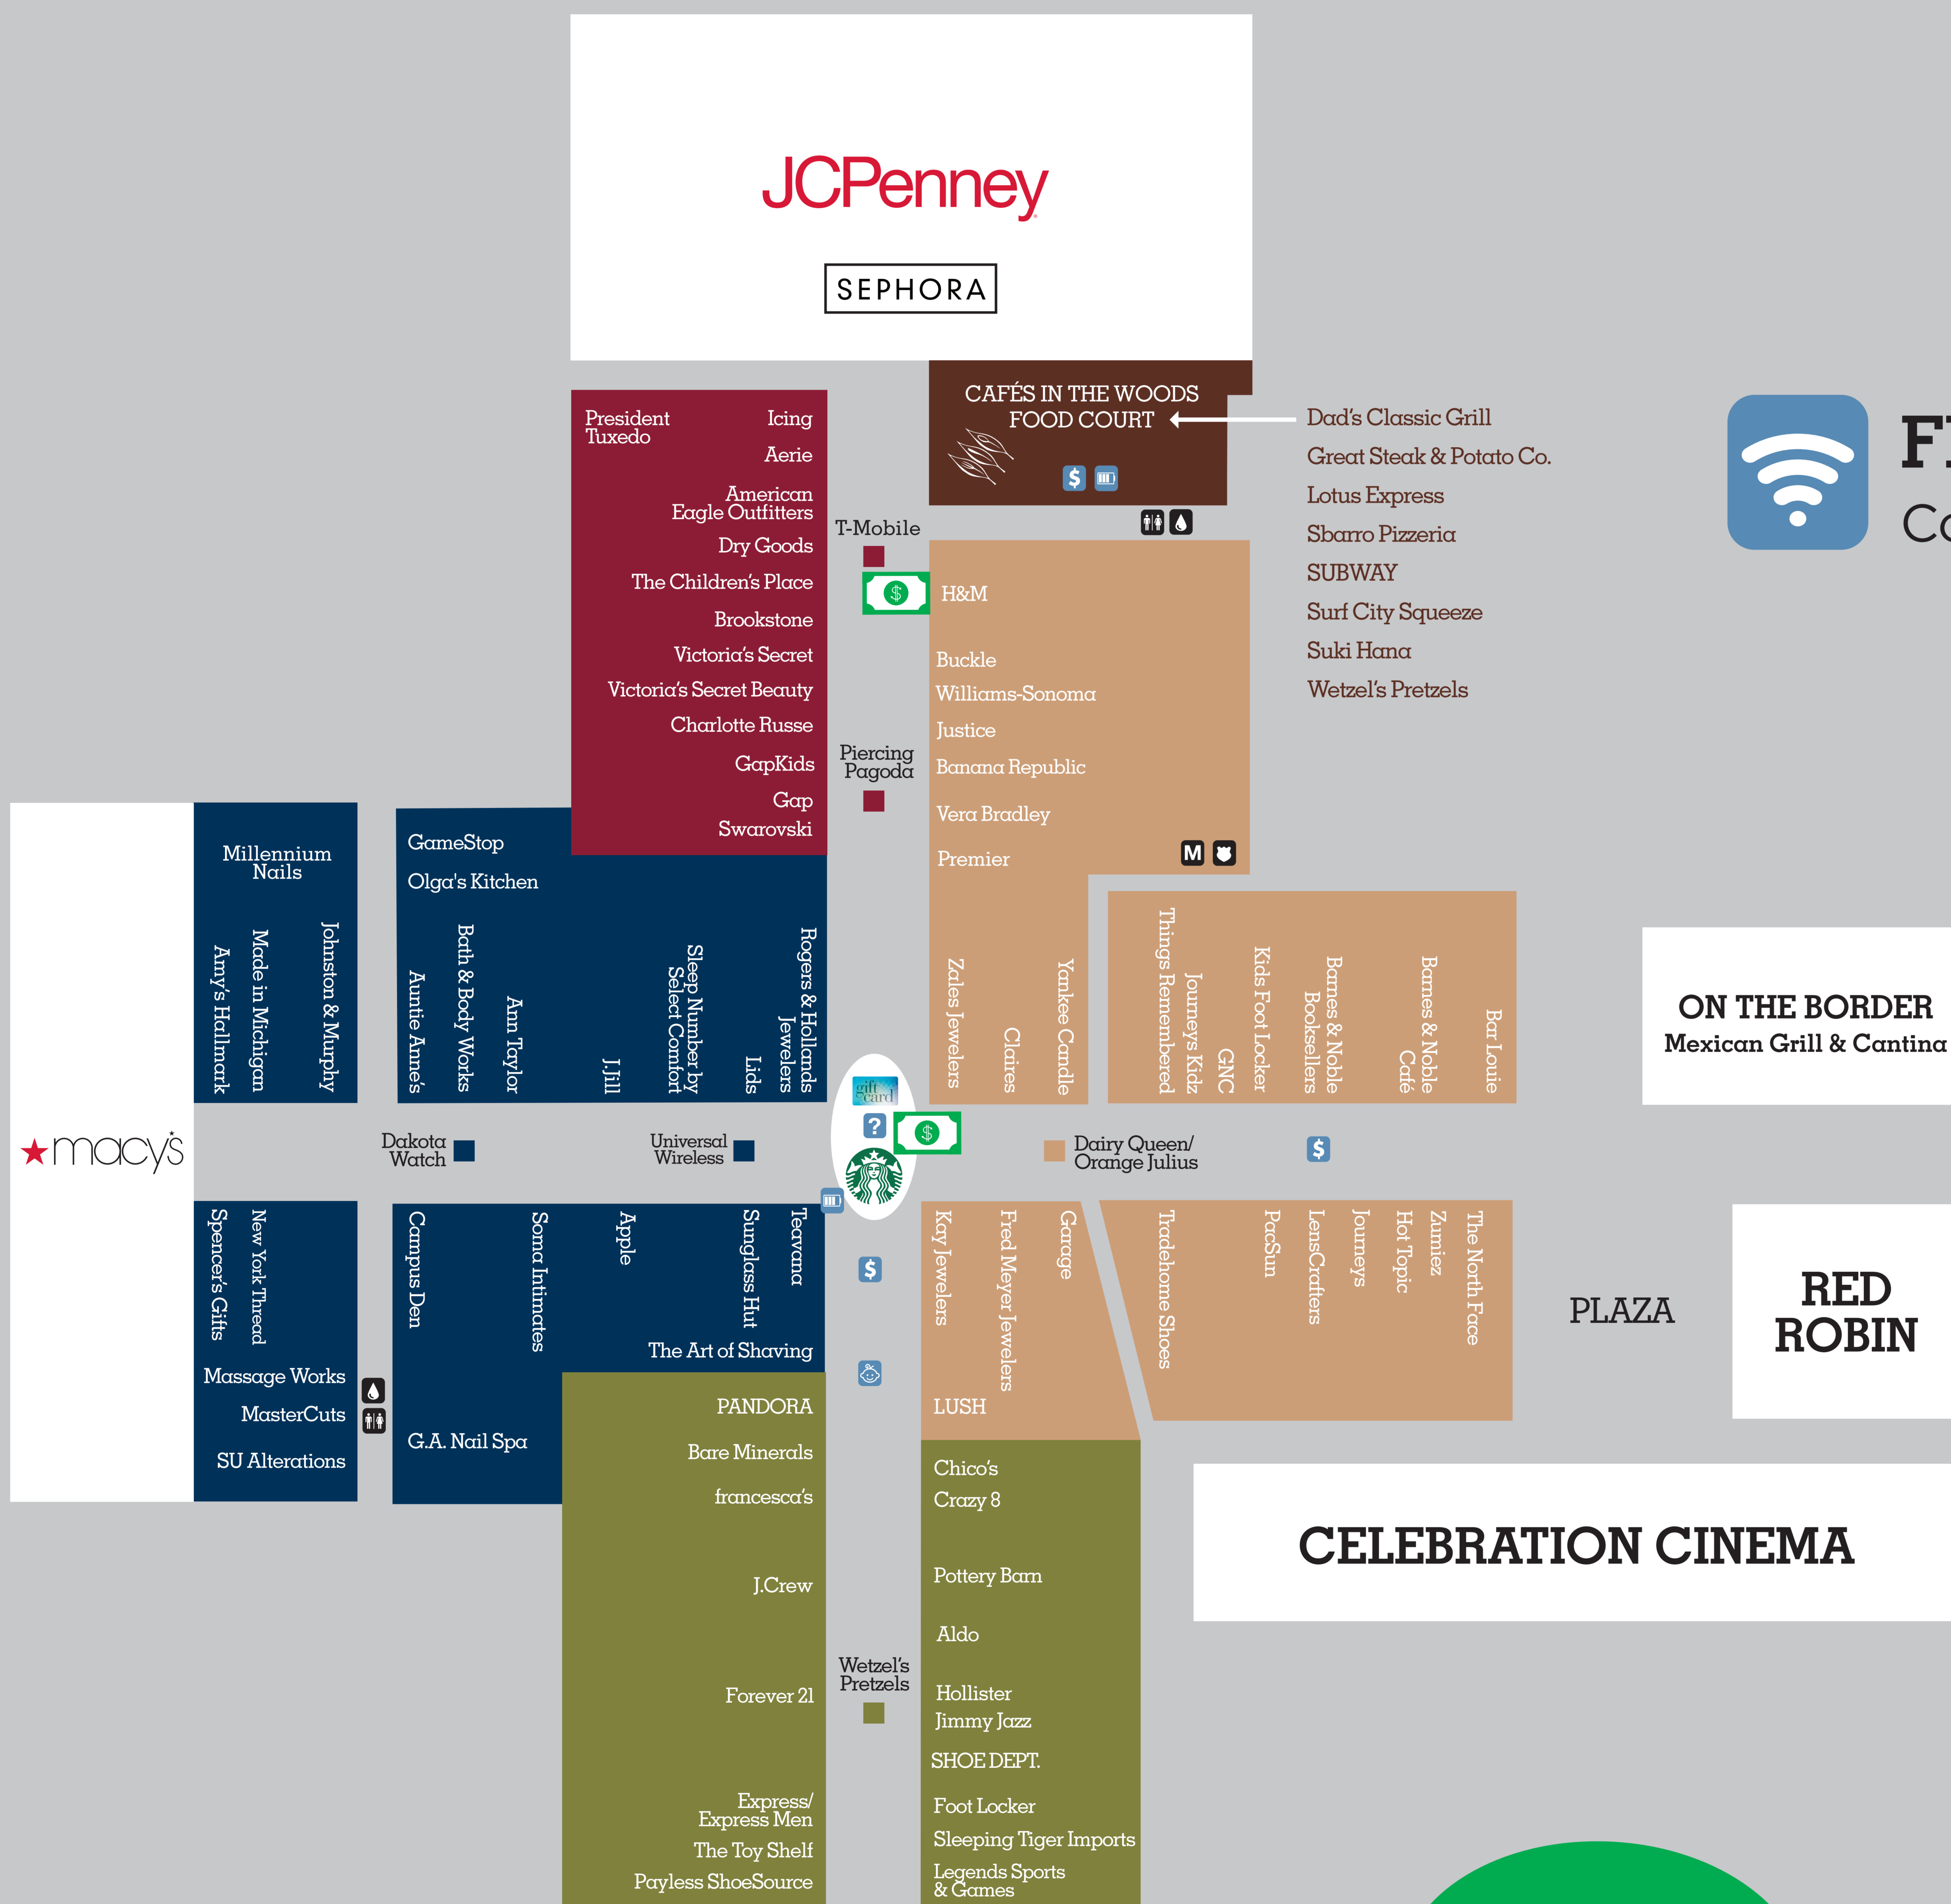 JCPenney
SEPHORA
CAFÉS IN THE WOODS
FOOD COURT
Dad's Classic Grill
Great Steak & Potato Co.
Lotus Express
Sbarro Pizzeria
SUBWAY
Surf City Squeeze
Suki Hana
Wetzel's Pretzels
President
Tuxedo
Icing
Aerie
American
Eagle Outfitters
Dry Goods
The Children's Place
Brookstone
Victoria's Secret
Victoria's Secret Beauty
Charlotte Russe
GapKids
Gap
Swarovski
T-Mobile
$
H&M
Buckle
Williams-Sonoma
Justice
Banana Republic
Vera Bradley
Premier
M
Piercing
Pagoda
Millennium
Nails
Amy's Hallmark
Made in Michigan
Johnston & Murphy
GameStop
Olga's Kitchen
Auntie Anne's
Bath & Body Works
Ann Taylor
J.Jill
Sleep Number by
Select Comfort
Lids
Rogers & Hollands
Jewelers
Zales Jewelers
Claires
Yankee Candle
Things Remembered
Journeys Kidz
GNC
Kids Foot Locker
Barnes & Noble
Booksellers
Barnes & Noble
Café
Bar Louie
ON THE BORDER
Mexican Grill & Cantina
macy's
Dakota
Watch
Universal
Wireless
gift
card
?
$
Dairy Queen/
Orange Julius
$
Spencer's Gifts
New York Thread
Massage Works
MasterCuts
SU Alterations
Campus Den
Soma Intimates
Apple
Sunglass Hut
Teavana
The Art of Shaving
G.A. Nail Spa
$
Kay Jewelers
Fred Meyer Jewelers
Garage
LUSH
Tradehome Shoes
PacSun
LensCrafters
Journeys
Hot Topic
Zumiez
The North Face
PLAZA
RED
ROBIN
CELEBRATION CINEMA
PANDORA
Bare Minerals
francesca's
J.Crew
Forever 21
Express/
Express Men
The Toy Shelf
Payless ShoeSource
Wetzel's
Pretzels
Chico's
Crazy 8
Pottery Barn
Aldo
Hollister
Jimmy Jazz
SHOE DEPT.
Foot Locker
Sleeping Tiger Imports
Legends Sports
& Games
$